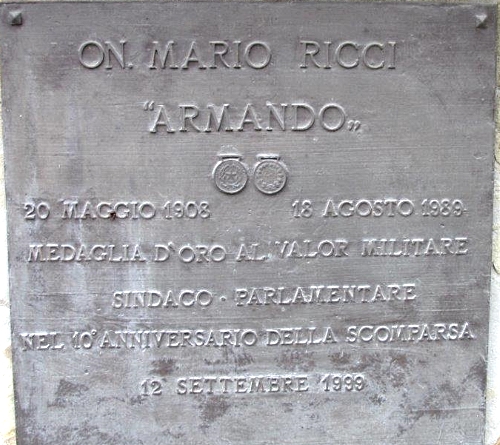 ON. MARIO RICCI
"ARMANDO„
20 MAGGIO 1908 18 AGOSTO 1989
MEDAGLIA D'ORO AL VALOR MILITARE
SINDACO - PARLAMENTARE
NEL 10° ANNIVERSARIO DELLA SCOMPARSA
12 SETTEMBRE 1999